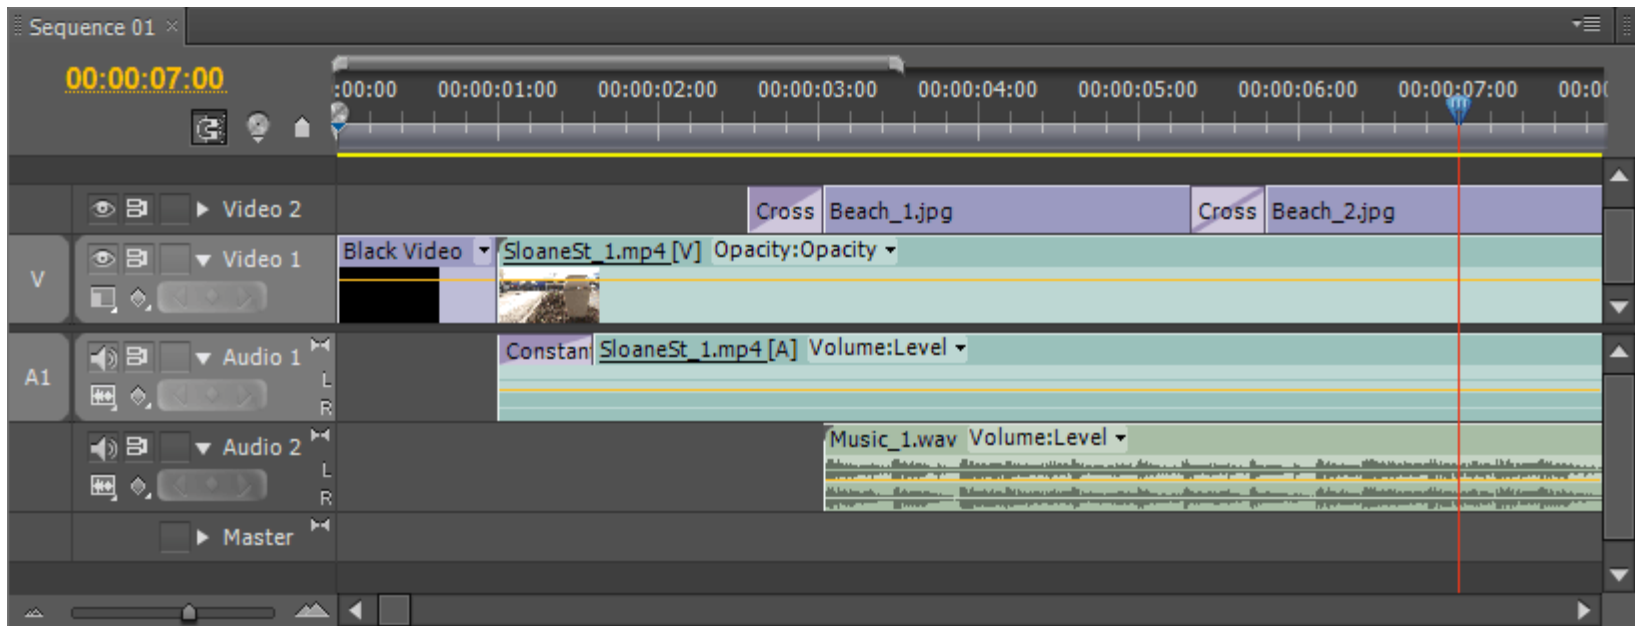 Sequence 01
00:00:07:00
:00:00 00:00:01:00 00:00:02:00 00:00:03:00 00:00:04:00 00:00:05:00 00:00:06:00 00:00:07:00 00:0
Video 2 Cross Beach_1.jpg Cross Beach_2.jpg
V Video 1 Black Video SloaneSt_1.mp4 [V] Opacity:Opacity
A1 Audio 1 L R Constan SloaneSt_1.mp4 [A] Volume:Level
Audio 2 L R Music_1.wav Volume:Level
Master